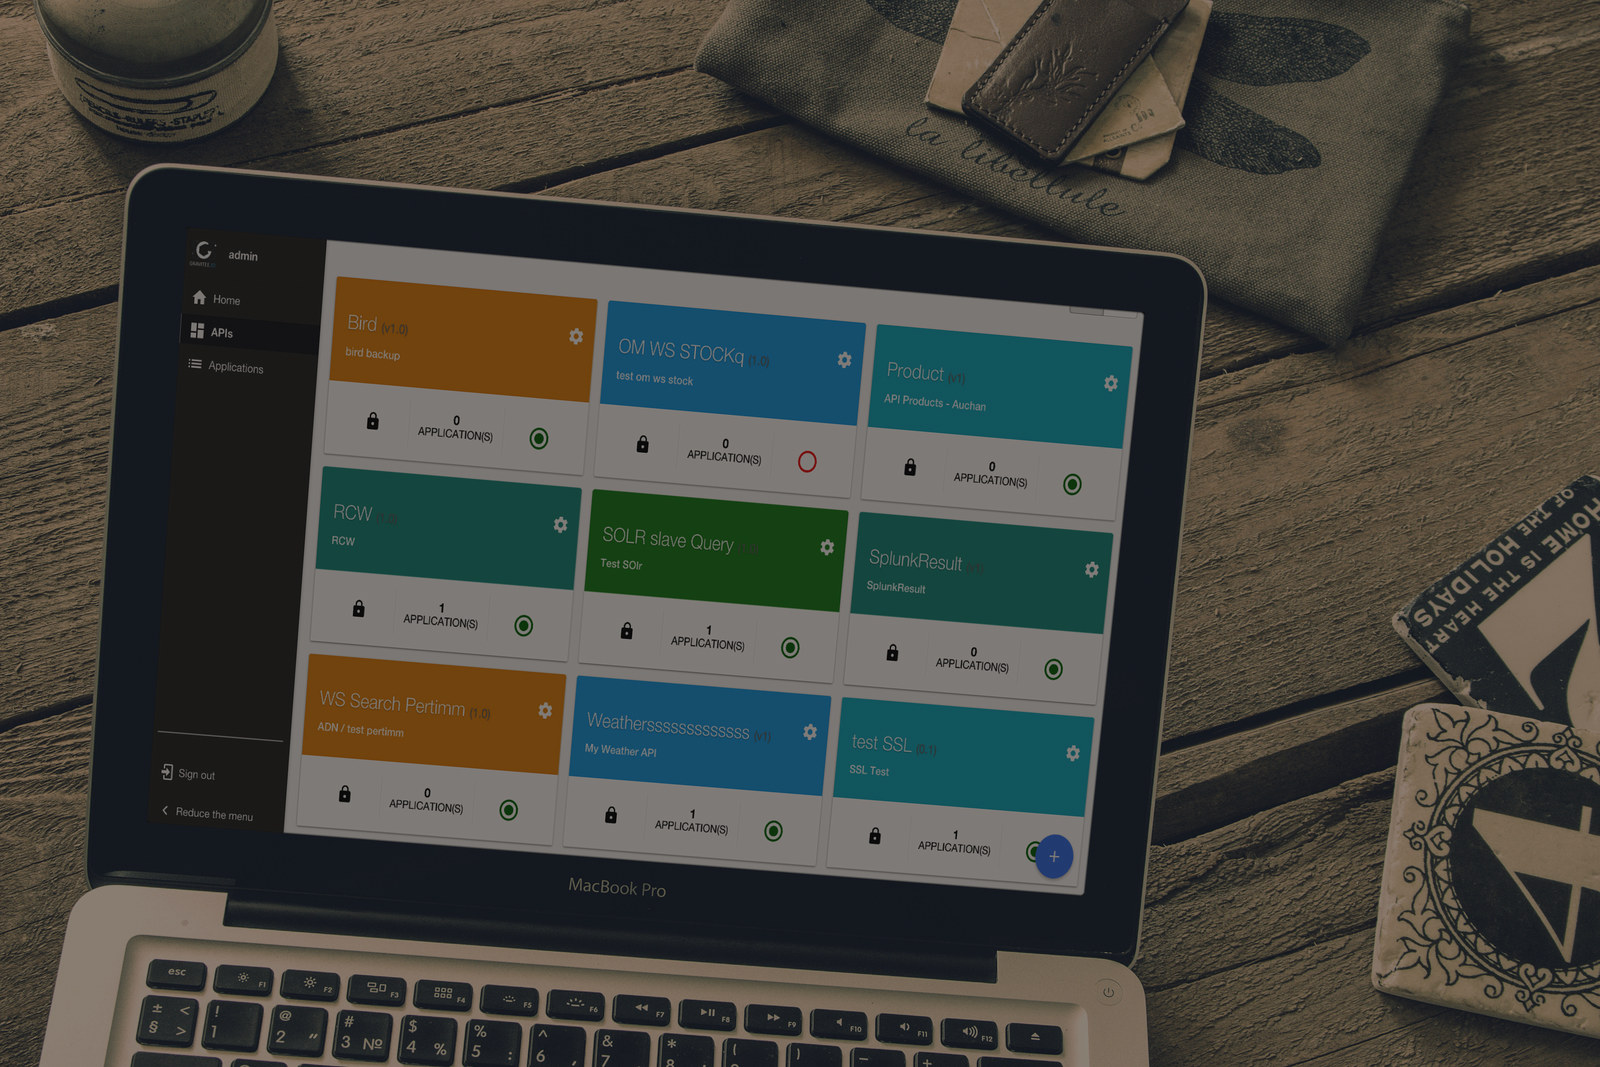 la libellule
admin
Home
APIs
Applications
Sign out
Reduce the menu
Bird (v1.0)
bird backup
0
APPLICATION(S)
OM WS STOCKq (1.0)
test om ws stock
0
APPLICATION(S)
Product (v1)
API Products - Auchan
0
APPLICATION(S)
RCW (1.0)
RCW
1
APPLICATION(S)
SOLR slave Query
Test SOlr
1
APPLICATION(S)
SplunkResult (v1)
SplunkResult
0
APPLICATION(S)
WS Search Pertimm (1.0)
ADN / test pertimm
0
APPLICATION(S)
Weathersssssssssssss (v1)
My Weather API
1
APPLICATION(S)
test SSL (0.1)
SSL Test
1
APPLICATION(S)
+
HOME IS THE HEART
OF THE HOLIDAYS
MacBook Pro
esc
F1
F2
F3
F4
F5
F6
F7
F8
F9
F10
F11
F12
± §
< >
! 1
@ 2 "
# 3 №
$ 4 %
% 5 :
^ 6 ,
& 7
* 8
(
)
–
+